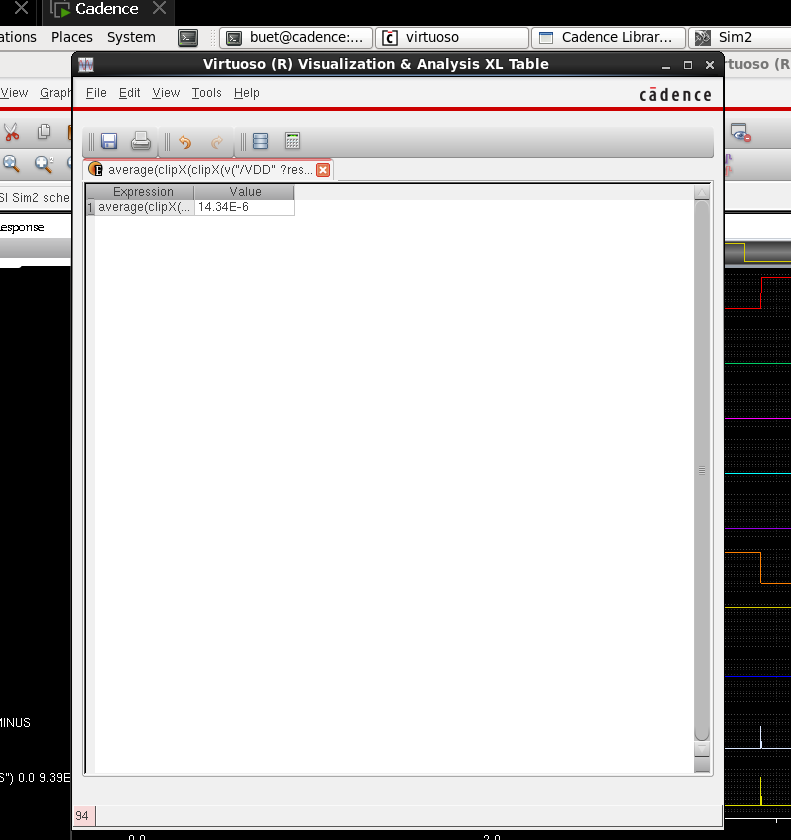 Cadence
ations Places System buet@cadence:... virtuoso Cadence Librar... Sim2
Virtuoso (R) Visualization & Analysis XL Table
rtuoso (R
View Graph
File Edit View Tools Help
cādence
average(clipX(clipX(v("/VDD" ?res...
SI Sim2 sche
Expression Value
1 average(clipX(... 14.34E-6
esponse
MINUS
S") 0.0 9.39E
94
0.0 2.0